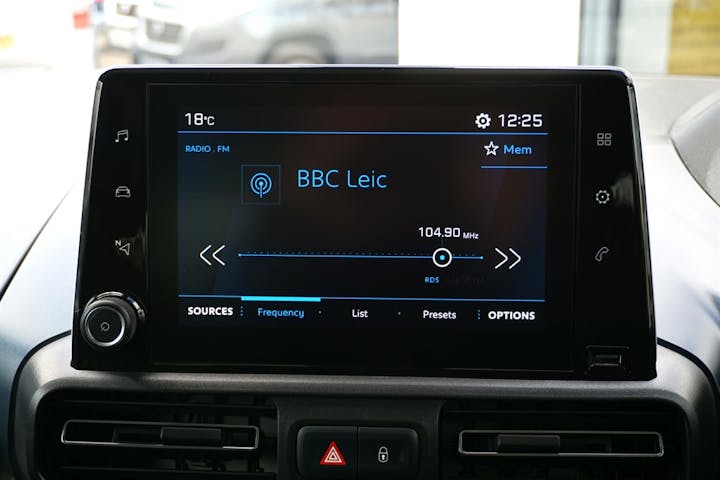 18°C
12:25
RADIO . FM
Mem
BBC Leic
104.90 MHz
RDS
SOURCES
Frequency
List
Presets
OPTIONS
N